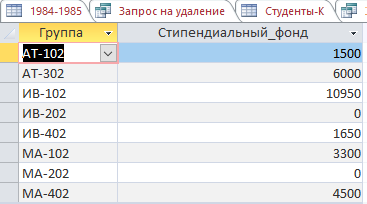 1984-1985 Запрос на удаление Студенты-К
Группа Стипендиальный_фонд
АТ-102 1500
АТ-302 6000
ИВ-102 10950
ИВ-202 0
ИВ-402 1650
МА-102 3300
МА-202 0
МА-402 4500